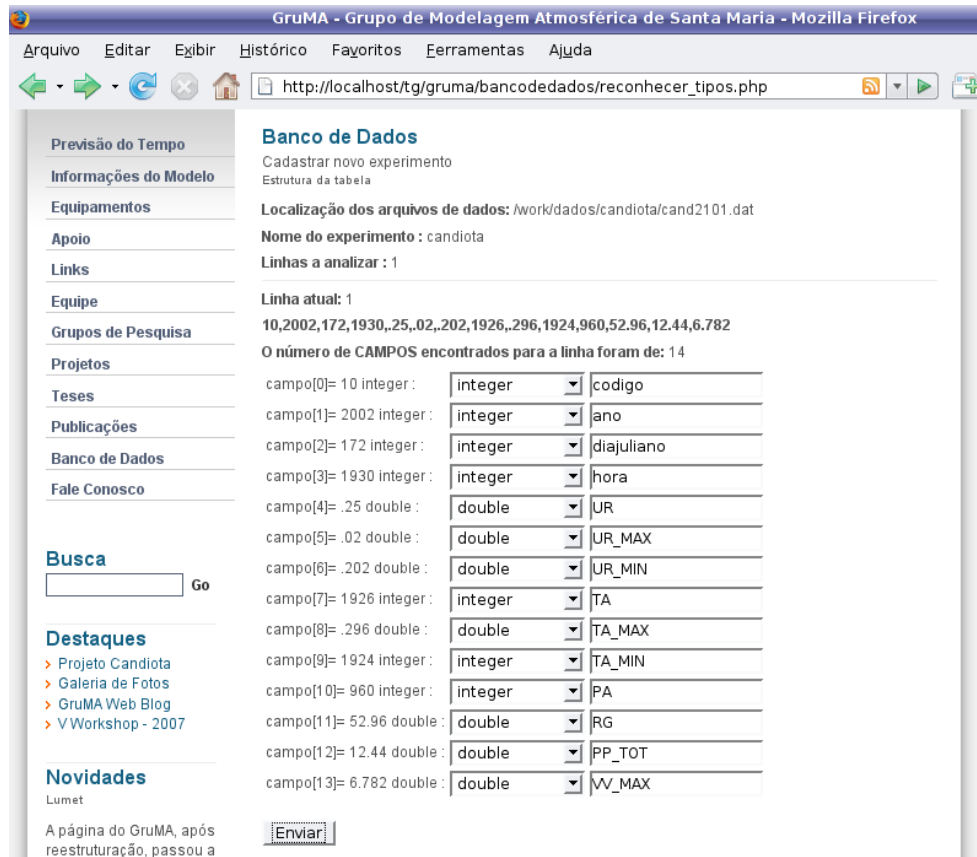 GruMA - Grupo de Modelagem Atmosférica de Santa Maria - Mozilla Firefox
Arquivo Editar Exibir Histórico Favoritos Ferramentas Ajuda
http://localhost/tg/gruma/bancodedados/reconhecer_tipos.php
Previsão do Tempo
Informações do Modelo
Equipamentos
Apoio
Links
Equipe
Grupos de Pesquisa
Projetos
Teses
Publicações
Banco de Dados
Fale Conosco
Busca
Go
Destaques
Projeto Candiota
Galeria de Fotos
GruMA Web Blog
V Workshop - 2007
Novidades
Lumet
A página do GruMA, após
reestruturação, passou a
Banco de Dados
Cadastrar novo experimento
Estrutura da tabela
Localização dos arquivos de dados: /work/dados/candiota/cand2101.dat
Nome do experimento : candiota
Linhas a analizar : 1
Linha atual: 1
10,2002,172,1930,.25,.02,.202,1926,.296,1924,960,52.96,12.44,6.782
O número de CAMPOS encontrados para a linha foram de: 14
campo[0]= 10 integer : integer codigo
campo[1]= 2002 integer : integer ano
campo[2]= 172 integer : integer diajuliano
campo[3]= 1930 integer : integer hora
campo[4]= .25 double : double UR
campo[5]= .02 double : double UR_MAX
campo[6]= .202 double : double UR_MIN
campo[7]= 1926 integer : integer TA
campo[8]= .296 double : double TA_MAX
campo[9]= 1924 integer : integer TA_MIN
campo[10]= 960 integer : integer PA
campo[11]= 52.96 double : double RG
campo[12]= 12.44 double : double PP_TOT
campo[13]= 6.782 double : double VV_MAX
Enviar